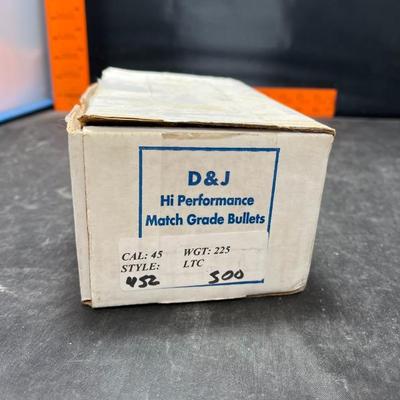 D & J
Hi Performance
Match Grade Bullets
CAL: 45 WGT: 225
STYLE: LTC
452 500